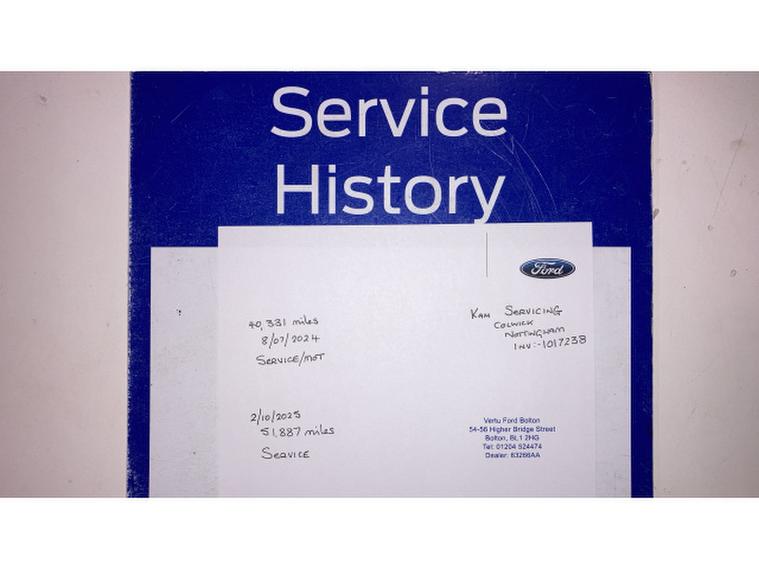 Service
History
Ford
40,331 miles
8/07/2024
SERVICE/MOT
KAM SERVICING
COLWICK
NOTTINGHAM
INV:-1017238
2/10/2025
51,887 miles
SERVICE
Vertu Ford Bolton
54-56 Higher Bridge Street
Bolton, BL1 2HG
Tel: 01204 524474
Dealer: 63266AA